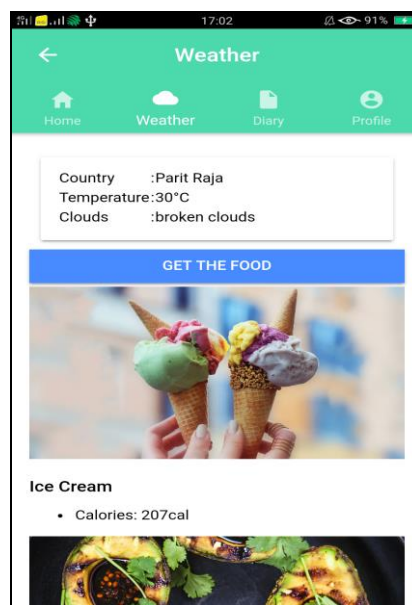 17:02 91%
Weather
Home Weather Diary Profile
Country :Parit Raja
Temperature:30°C
Clouds :broken clouds
GET THE FOOD
Ice Cream
• Calories: 207cal